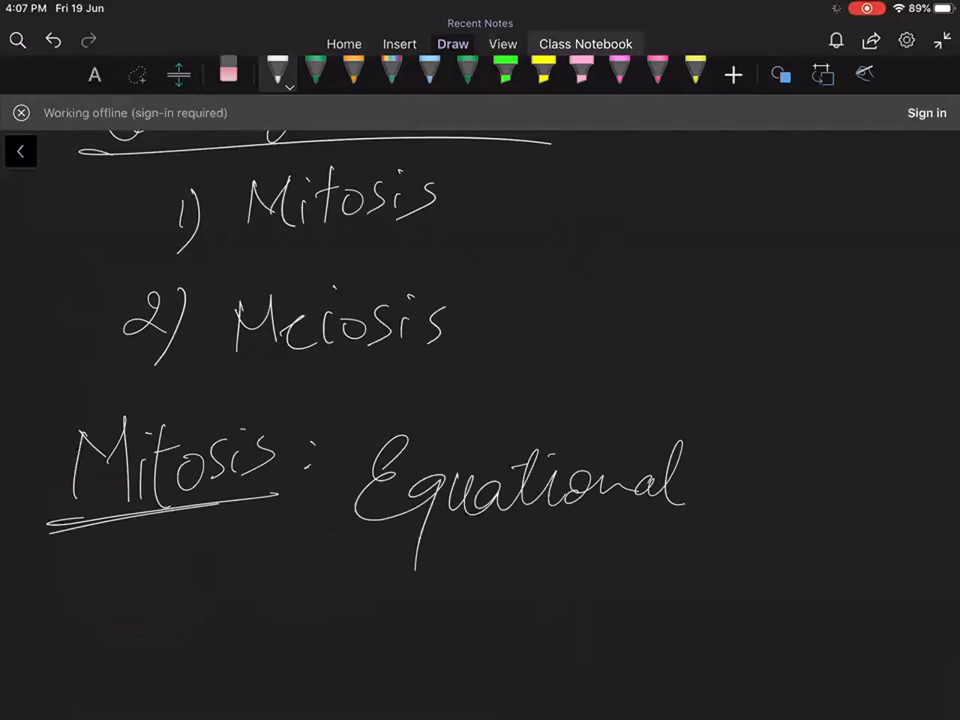 4:07 PM Fri 19 Jun 89%
Recent Notes
Home Insert Draw View Class Notebook
A
Working offline (sign-in required) Sign in
1) Mitosis
2) Meiosis
Mitosis : Equational